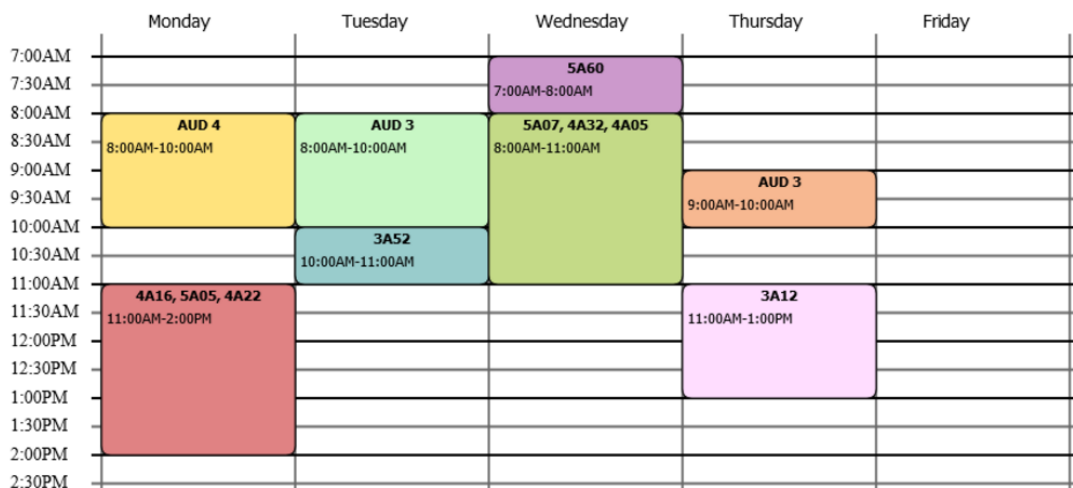 Monday Tuesday Wednesday Thursday Friday
7:00AM
5A60
7:30AM
7:00AM-8:00AM
8:00AM
AUD 4 AUD 3 5A07, 4A32, 4A05
8:30AM
8:00AM-10:00AM 8:00AM-10:00AM 8:00AM-11:00AM
9:00AM
AUD 3
9:30AM
9:00AM-10:00AM
10:00AM
3A52
10:30AM
10:00AM-11:00AM
11:00AM
4A16, 5A05, 4A22 3A12
11:30AM
11:00AM-2:00PM 11:00AM-1:00PM
12:00PM
12:30PM
1:00PM
1:30PM
2:00PM
2:30PM